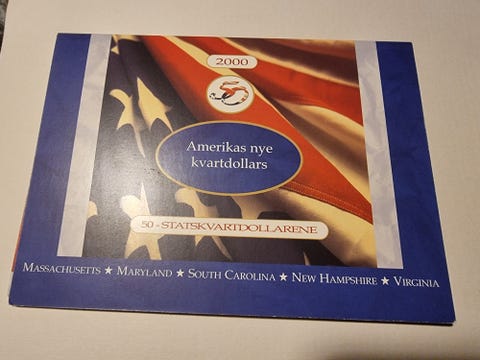 2000
50
Amerikas nye
kvartdollars
50 - STATSKVARTDOLLARENE
MASSACHUSETTS ★ MARYLAND ★ SOUTH CAROLINA ★ NEW HAMPSHIRE ★ VIRGINIA